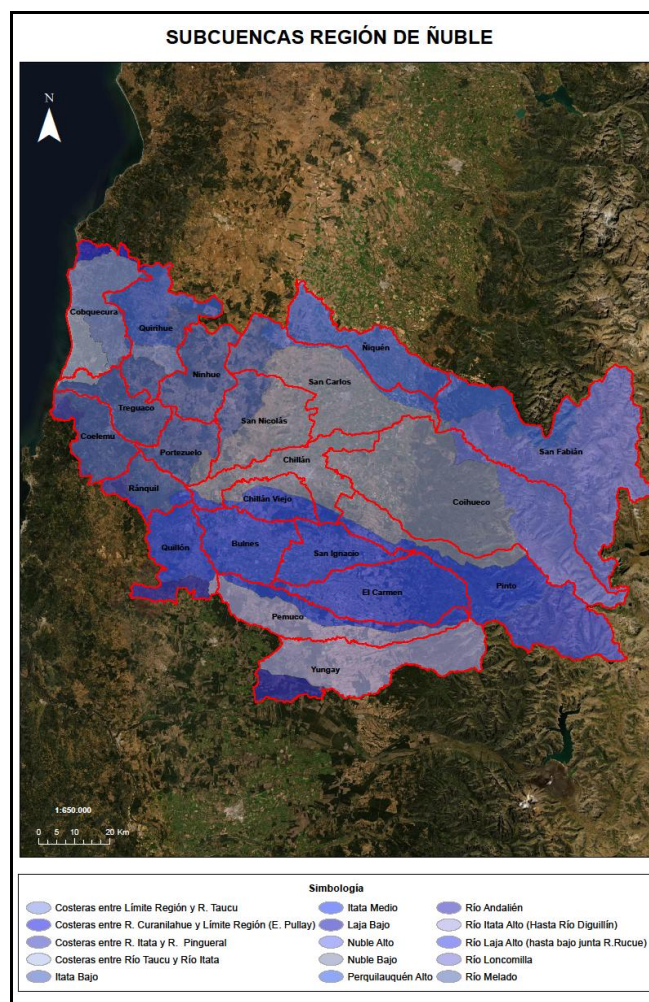 SUBCUENCAS REGIÓN DE ÑUBLE
N
Cobquecura
Quirihue
Ñiquén
Ninhue
San Carlos
Treguaco
San Nicolás
San Fabián
Coelemu
Portezuelo
Chillán
Ránquil
Chillán Viejo
Coihueco
Quillón
Bulnes
San Ignacio
El Carmen
Pinto
Pemuco
Yungay
1:650.000
0 5 10 20 Km
Simbología
Costeras entre Límite Región y R. Taucu
Costeras entre R. Curanilahue y Límite Región (E. Pullay)
Costeras entre R. Itata y R. Pingueral
Costeras entre Río Taucu y Río Itata
Itata Bajo
Itata Medio
Laja Bajo
Nuble Alto
Nuble Bajo
Perquilauquén Alto
Río Andalién
Río Itata Alto (Hasta Río Diguillín)
Río Laja Alto (hasta bajo junta R.Rucue)
Río Loncomilla
Río Melado